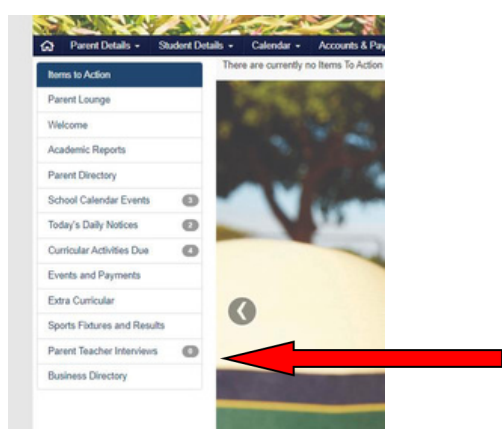 Parent Details Student Details Calendar Accounts & Pay
Items to Action
There are currently no Items To Action
Parent Lounge
Welcome
Academic Reports
Parent Directory
School Calendar Events 3
Today's Daily Notices 2
Curricular Activities Due 4
Events and Payments
Extra Curricular
Sports Fixtures and Results
Parent Teacher Interviews
Business Directory